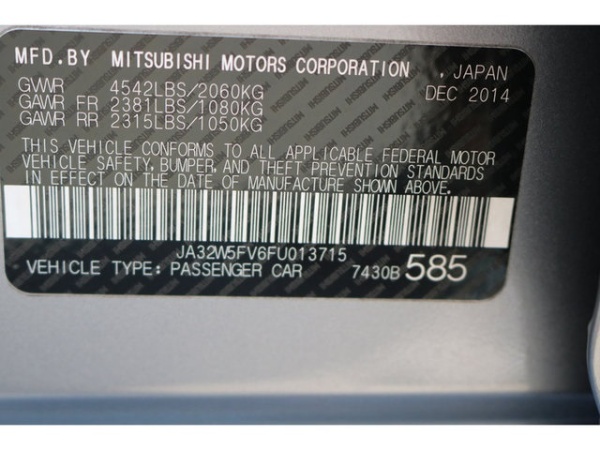 MFD.BY MITSUBISHI MOTORS CORPORATION , JAPAN
GVWR 4542LBS/2060KG DEC 2014
GAWR FR 2381LBS/1080KG
GAWR RR 2315LBS/1050KG
THIS VEHICLE CONFORMS TO ALL APPLICABLE FEDERAL MOTOR
VEHICLE SAFETY, BUMPER, AND THEFT PREVENTION STANDARDS
IN EFFECT ON THE DATE OF MANUFACTURE SHOWN ABOVE.
JA32W5FV6FU013715
VEHICLE TYPE: PASSENGER CAR 7430B 585